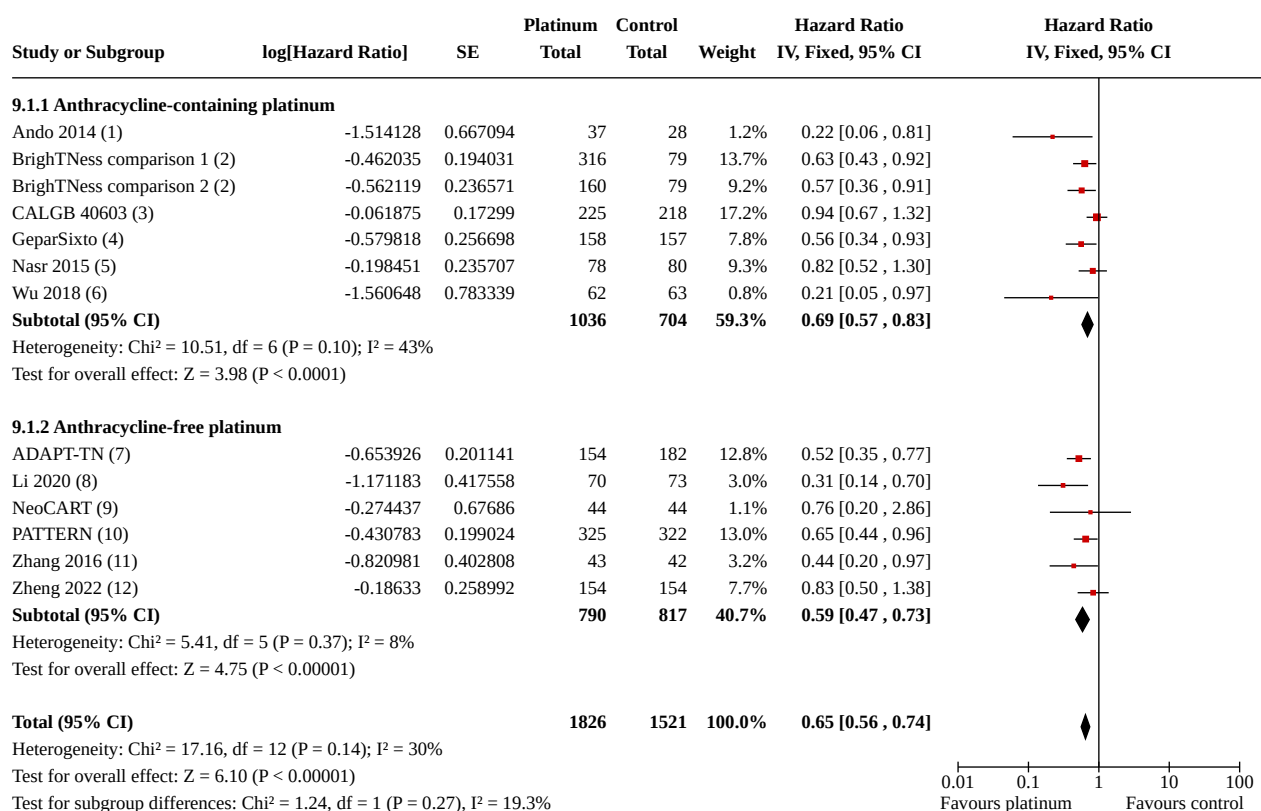 Platinum Control Hazard Ratio Hazard Ratio
Study or Subgroup log[Hazard Ratio] SE Total Total Weight IV, Fixed, 95% CI IV, Fixed, 95% CI
9.1.1 Anthracycline-containing platinum
Ando 2014 (1) -1.514128 0.667094 37 28 1.2% 0.22 [0.06 , 0.81]
BrighTNess comparison 1 (2) -0.462035 0.194031 316 79 13.7% 0.63 [0.43 , 0.92]
BrighTNess comparison 2 (2) -0.562119 0.236571 160 79 9.2% 0.57 [0.36 , 0.91]
CALGB 40603 (3) -0.061875 0.17299 225 218 17.2% 0.94 [0.67 , 1.32]
GeparSixto (4) -0.579818 0.256698 158 157 7.8% 0.56 [0.34 , 0.93]
Nasr 2015 (5) -0.198451 0.235707 78 80 9.3% 0.82 [0.52 , 1.30]
Wu 2018 (6) -1.560648 0.783339 62 63 0.8% 0.21 [0.05 , 0.97]
Subtotal (95% CI) 1036 704 59.3% 0.69 [0.57 , 0.83]
Heterogeneity: Chi² = 10.51, df = 6 (P = 0.10); I² = 43%
Test for overall effect: Z = 3.98 (P < 0.0001)
9.1.2 Anthracycline-free platinum
ADAPT-TN (7) -0.653926 0.201141 154 182 12.8% 0.52 [0.35 , 0.77]
Li 2020 (8) -1.171183 0.417558 70 73 3.0% 0.31 [0.14 , 0.70]
NeoCART (9) -0.274437 0.67686 44 44 1.1% 0.76 [0.20 , 2.86]
PATTERN (10) -0.430783 0.199024 325 322 13.0% 0.65 [0.44 , 0.96]
Zhang 2016 (11) -0.820981 0.402808 43 42 3.2% 0.44 [0.20 , 0.97]
Zheng 2022 (12) -0.18633 0.258992 154 154 7.7% 0.83 [0.50 , 1.38]
Subtotal (95% CI) 790 817 40.7% 0.59 [0.47 , 0.73]
Heterogeneity: Chi² = 5.41, df = 5 (P = 0.37); I² = 8%
Test for overall effect: Z = 4.75 (P < 0.00001)
Total (95% CI) 1826 1521 100.0% 0.65 [0.56 , 0.74]
Heterogeneity: Chi² = 17.16, df = 12 (P = 0.14); I² = 30%
Test for overall effect: Z = 6.10 (P < 0.00001)
0.01 0.1 1 10 100
Test for subgroup differences: Chi² = 1.24, df = 1 (P = 0.27), I² = 19.3%
Favours platinum Favours control